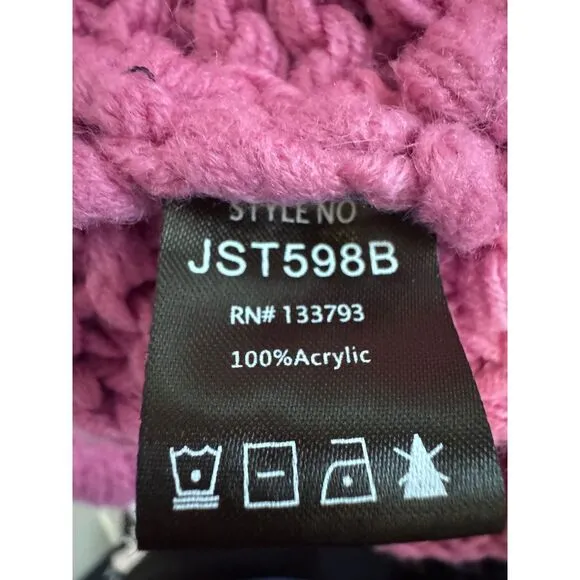 STYLE NO
JST598B
RN# 133793
100%Acrylic